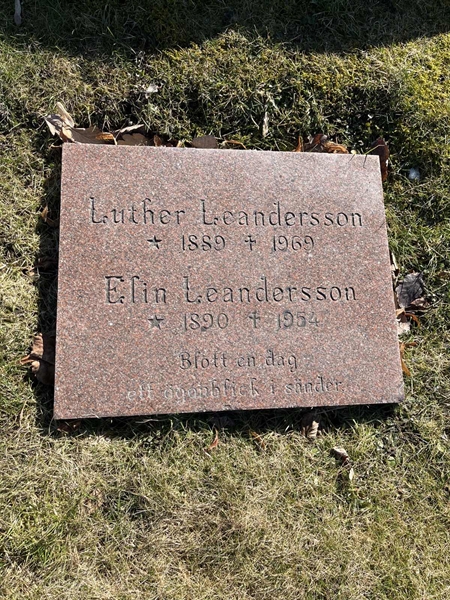 Luther Leandersson
★ 1889 ✝ 1969
Elin Leandersson
★ 1890 ✝ 1954
Blott en dag
ett ögonblick i sänder